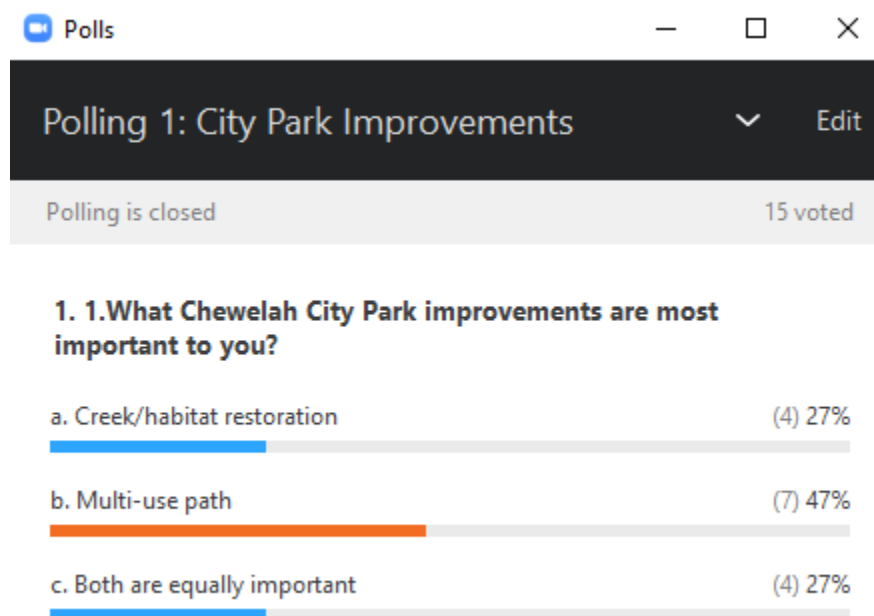 Polls
Polling 1: City Park Improvements Edit
Polling is closed 15 voted
1. 1.What Chewelah City Park improvements are most
important to you?
a. Creek/habitat restoration (4) 27%
b. Multi-use path (7) 47%
c. Both are equally important (4) 27%